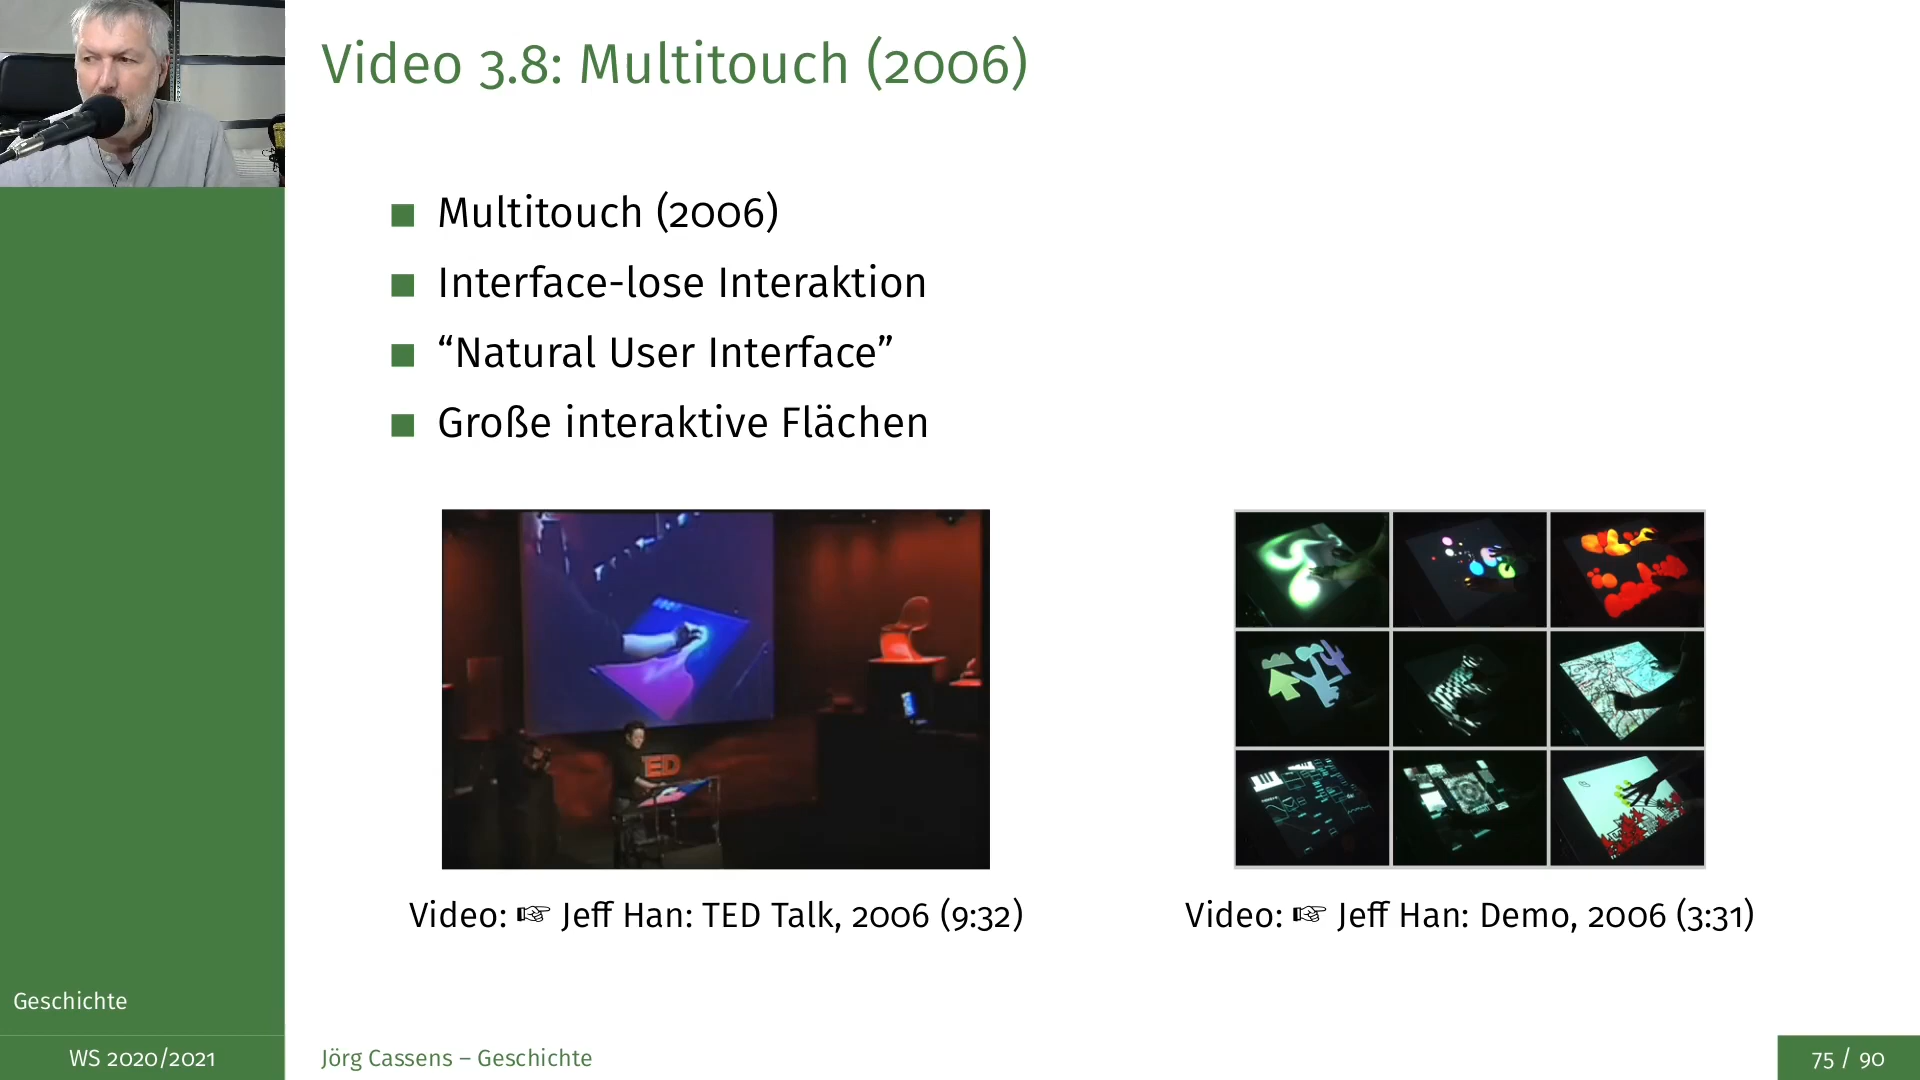 Video 3.8: Multitouch (2006)
Multitouch (2006)
Interface-lose Interaktion
“Natural User Interface”
Große interaktive Flächen
TED
Video: ☞ Jeff Han: TED Talk, 2006 (9:32)
Video: ☞ Jeff Han: Demo, 2006 (3:31)
Geschichte
WS 2020/2021
Jörg Cassens – Geschichte
75 / 90